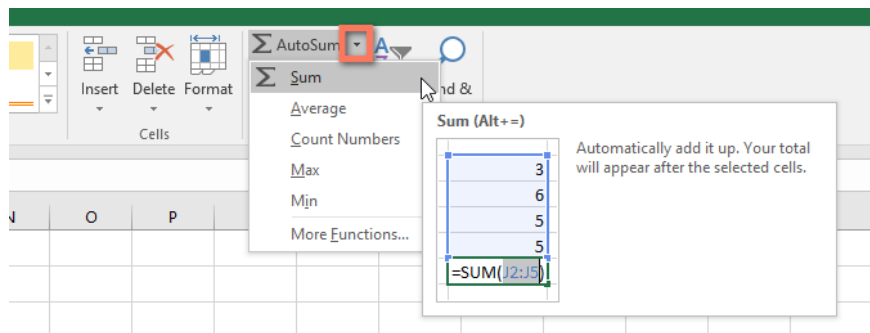 AutoSum
Insert Delete Format
Cells
Sum
Average
Count Numbers
Max
Min
More Functions...
nd &
Sum (Alt+=)
Automatically add it up. Your total
will appear after the selected cells.
3
6
5
5
=SUM(J2:J5)
O P